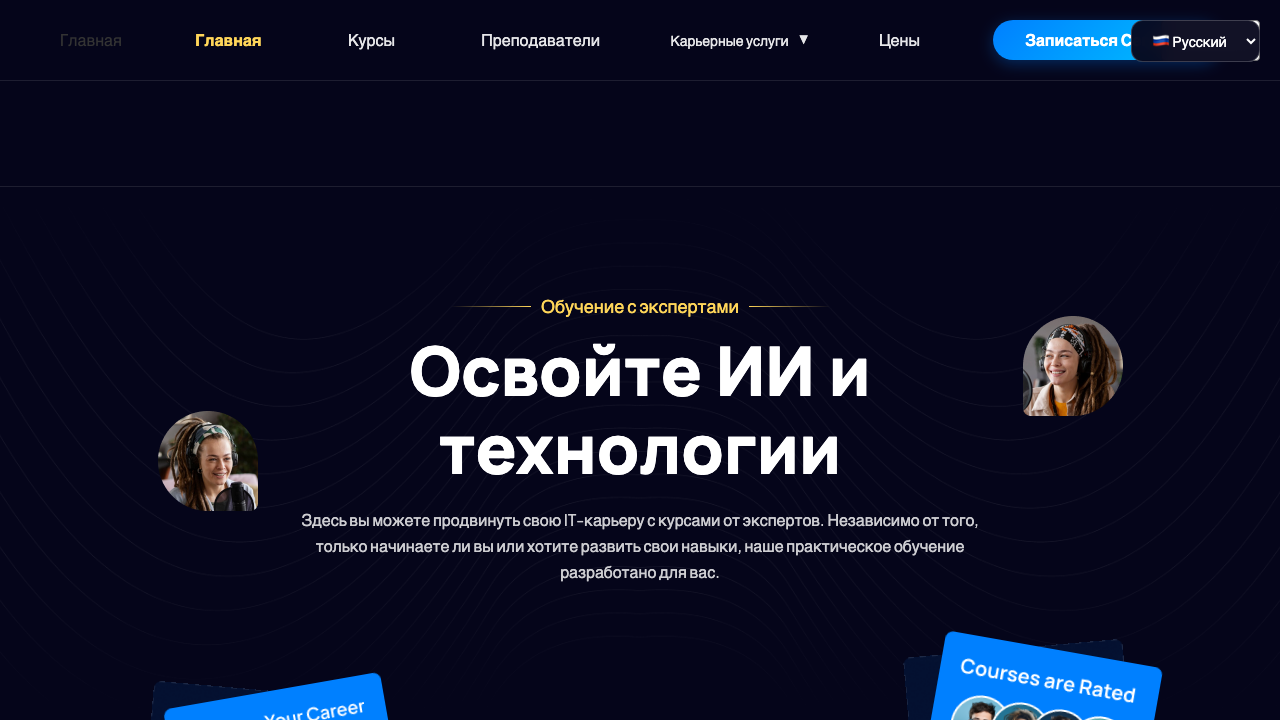 Главная
Главная
Курсы
Преподаватели
Карьерные услуги ▼
Цены
Записаться С
Русский
Обучение с экспертами
Освойте ИИ и
технологии
Здесь вы можете продвинуть свою IT-карьеру с курсами от экспертов. Независимо от того,
только начинаете ли вы или хотите развить свои навыки, наше практическое обучение
разработано для вас.
Courses are Rated
Your Career